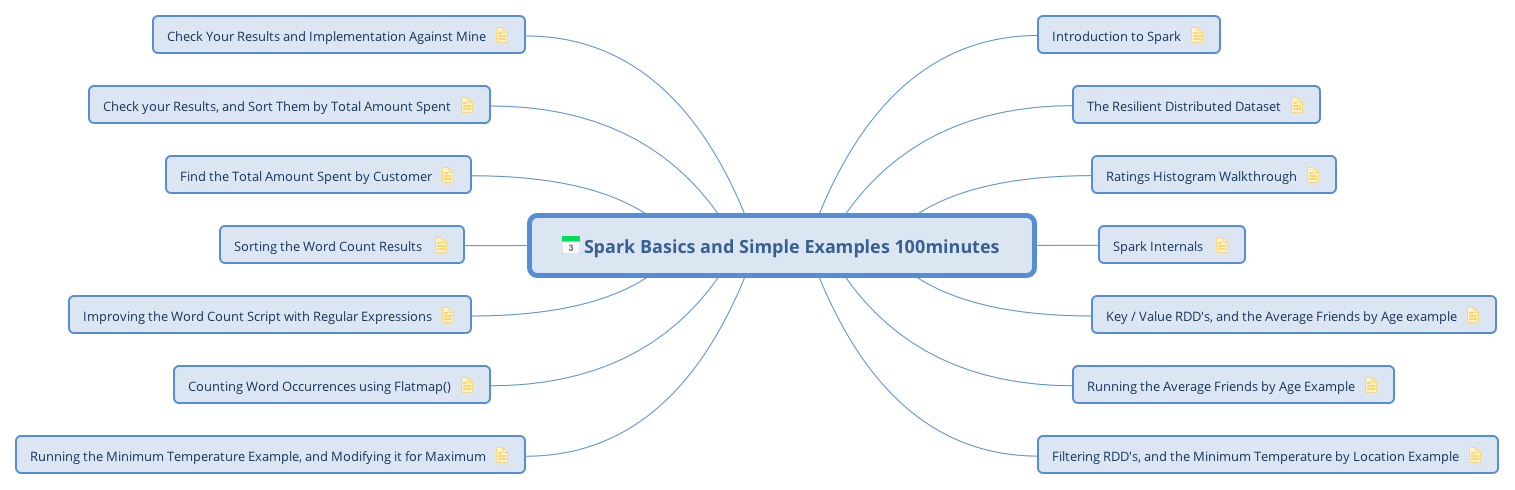 Check Your Results and Implementation Against Mine
Introduction to Spark
Check your Results, and Sort Them by Total Amount Spent
The Resilient Distributed Dataset
Find the Total Amount Spent by Customer
Ratings Histogram Walkthrough
Sorting the Word Count Results
3 Spark Basics and Simple Examples 100minutes
Spark Internals
Improving the Word Count Script with Regular Expressions
Key / Value RDD's, and the Average Friends by Age example
Counting Word Occurrences using Flatmap()
Running the Average Friends by Age Example
Running the Minimum Temperature Example, and Modifying it for Maximum
Filtering RDD's, and the Minimum Temperature by Location Example